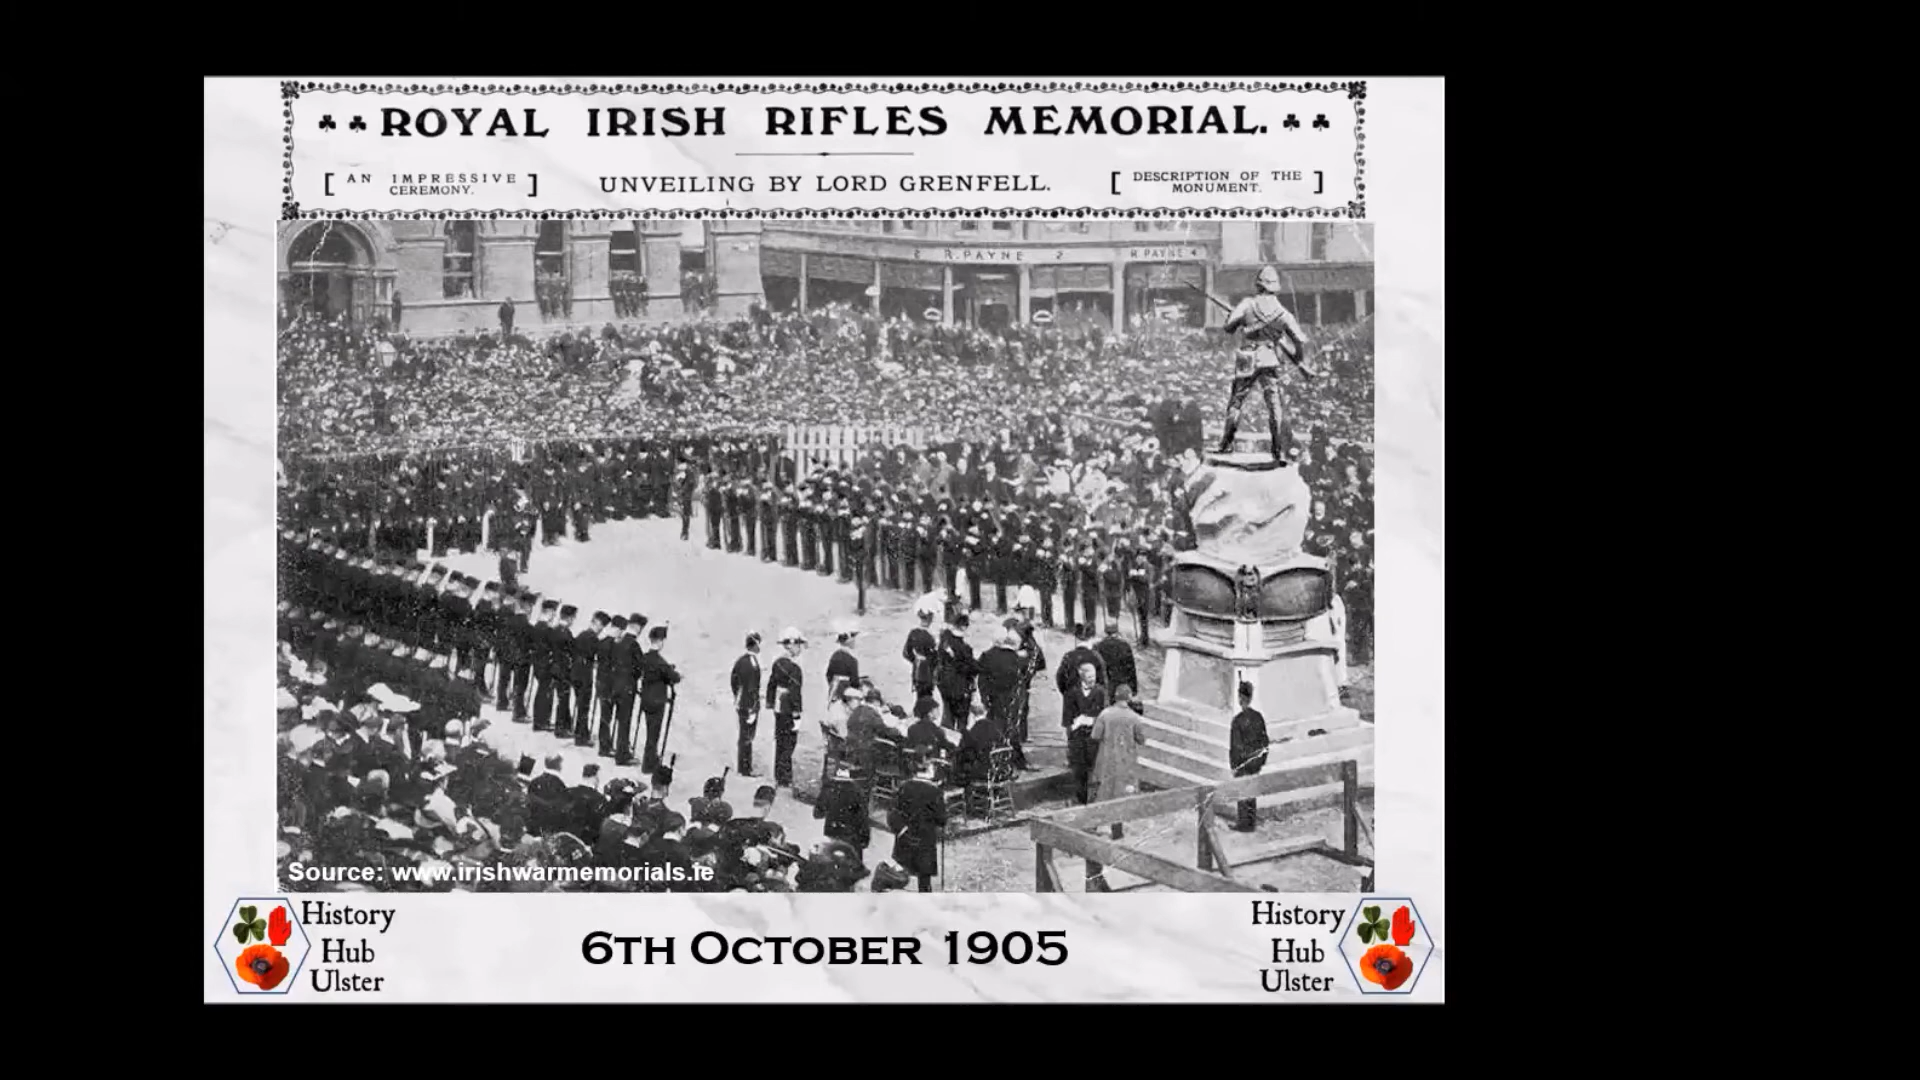 ROYAL IRISH RIFLES MEMORIAL.
[ AN IMPRESSIVE CEREMONY. ] UNVEILING BY LORD GRENFELL. [ DESCRIPTION OF THE MONUMENT. ]
R. PAYNE
R. PAYNE
Source: www.irishwarmemorials.ie
History
Hub
Ulster
6TH OCTOBER 1905
History
Hub
Ulster